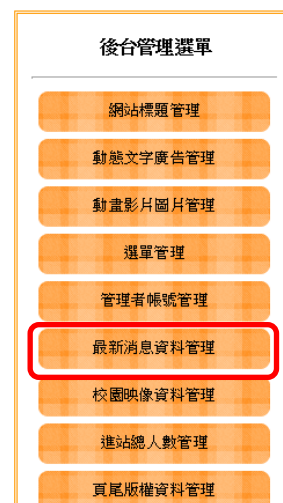 後台管理選單
網站標題管理
動態文字廣告管理
動畫影片圖片管理
選單管理
管理者帳號管理
最新消息資料管理
校園映像資料管理
進站總人數管理
頁尾版權資料管理